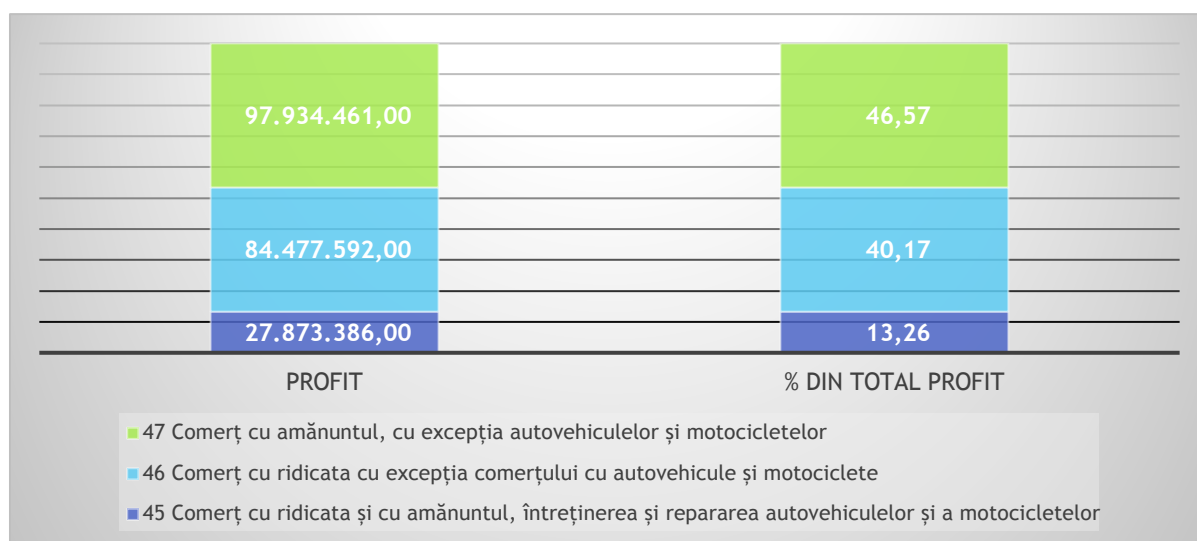 97.934.461,00
46,57
84.477.592,00
40,17
27.873.386,00
13,26
PROFIT
% DIN TOTAL PROFIT
47 Comerț cu amănuntul, cu excepția autovehiculelor și motocicletelor
46 Comerț cu ridicata cu excepția comerțului cu autovehicule și motociclete
45 Comerț cu ridicata și cu amănuntul, întreținerea și repararea autovehiculelor și a motocicletelor